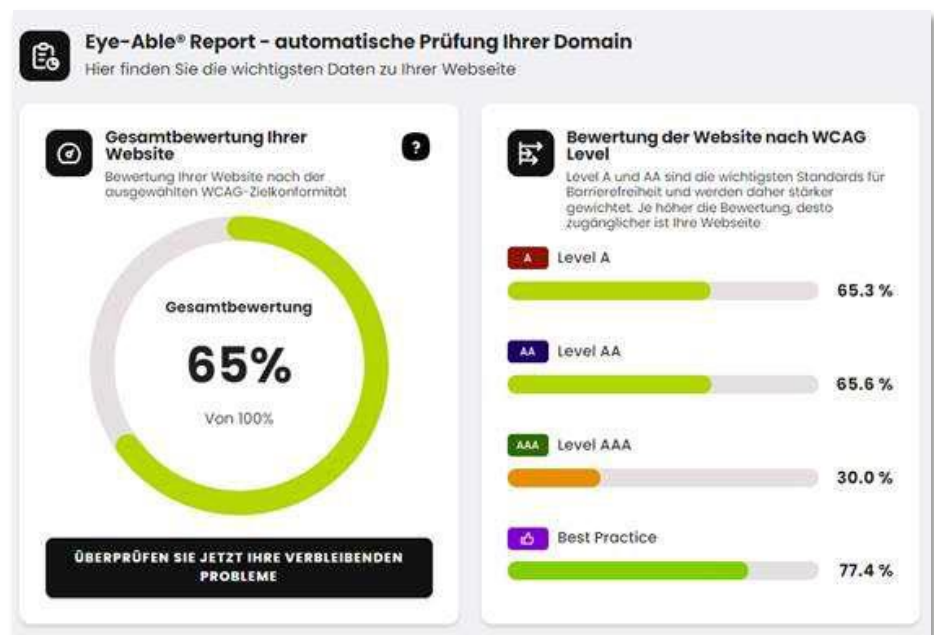 Eye-Able® Report - automatische Prüfung Ihrer Domain
Hier finden Sie die wichtigsten Daten zu Ihrer Webseite
Gesamtbewertung Ihrer
Website
?
Bewertung Ihrer Website nach der
ausgewählten WCAG-Zielkonformität
Gesamtbewertung
65%
Von 100%
ÜBERPRÜFEN SIE JETZT IHRE VERBLEIBENDEN
PROBLEME
Bewertung der Website nach WCAG
Level
Level A und AA sind die wichtigsten Standards für
Barrierefreiheit und werden daher stärker
gewichtet. Je höher die Bewertung, desto
zugänglicher ist Ihre Webseite
A Level A
65.3 %
AA Level AA
65.6 %
AAA Level AAA
30.0 %
Best Practice
77.4 %